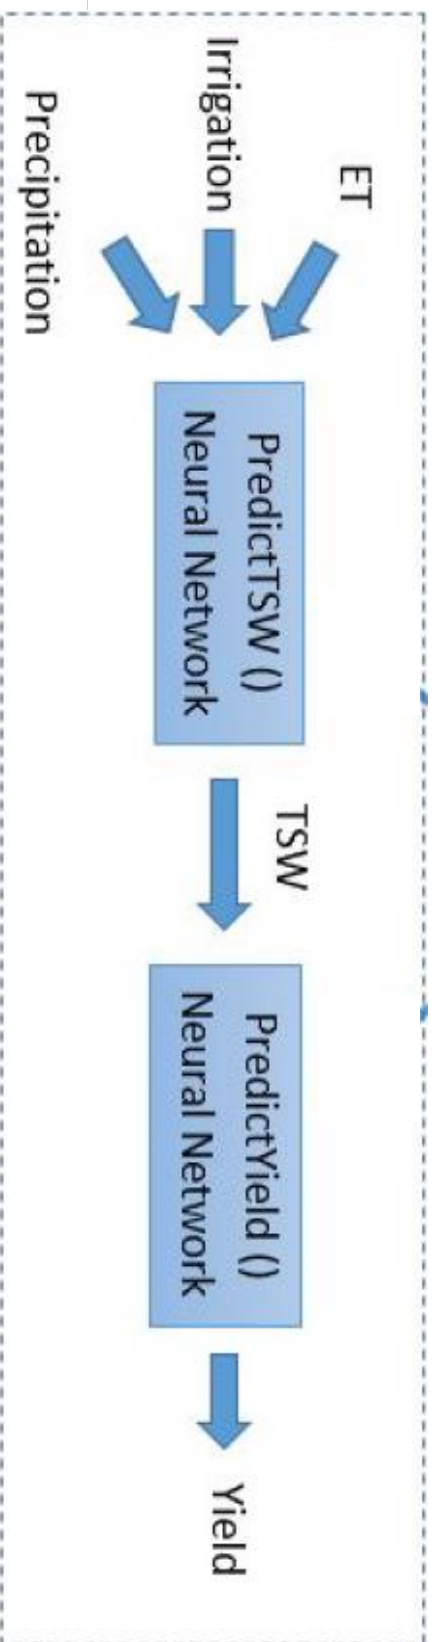 ET
Irrigation
Precipitation
PredictTSW ()
Neural Network
TSW
PredictYield ()
Neural Network
Yield